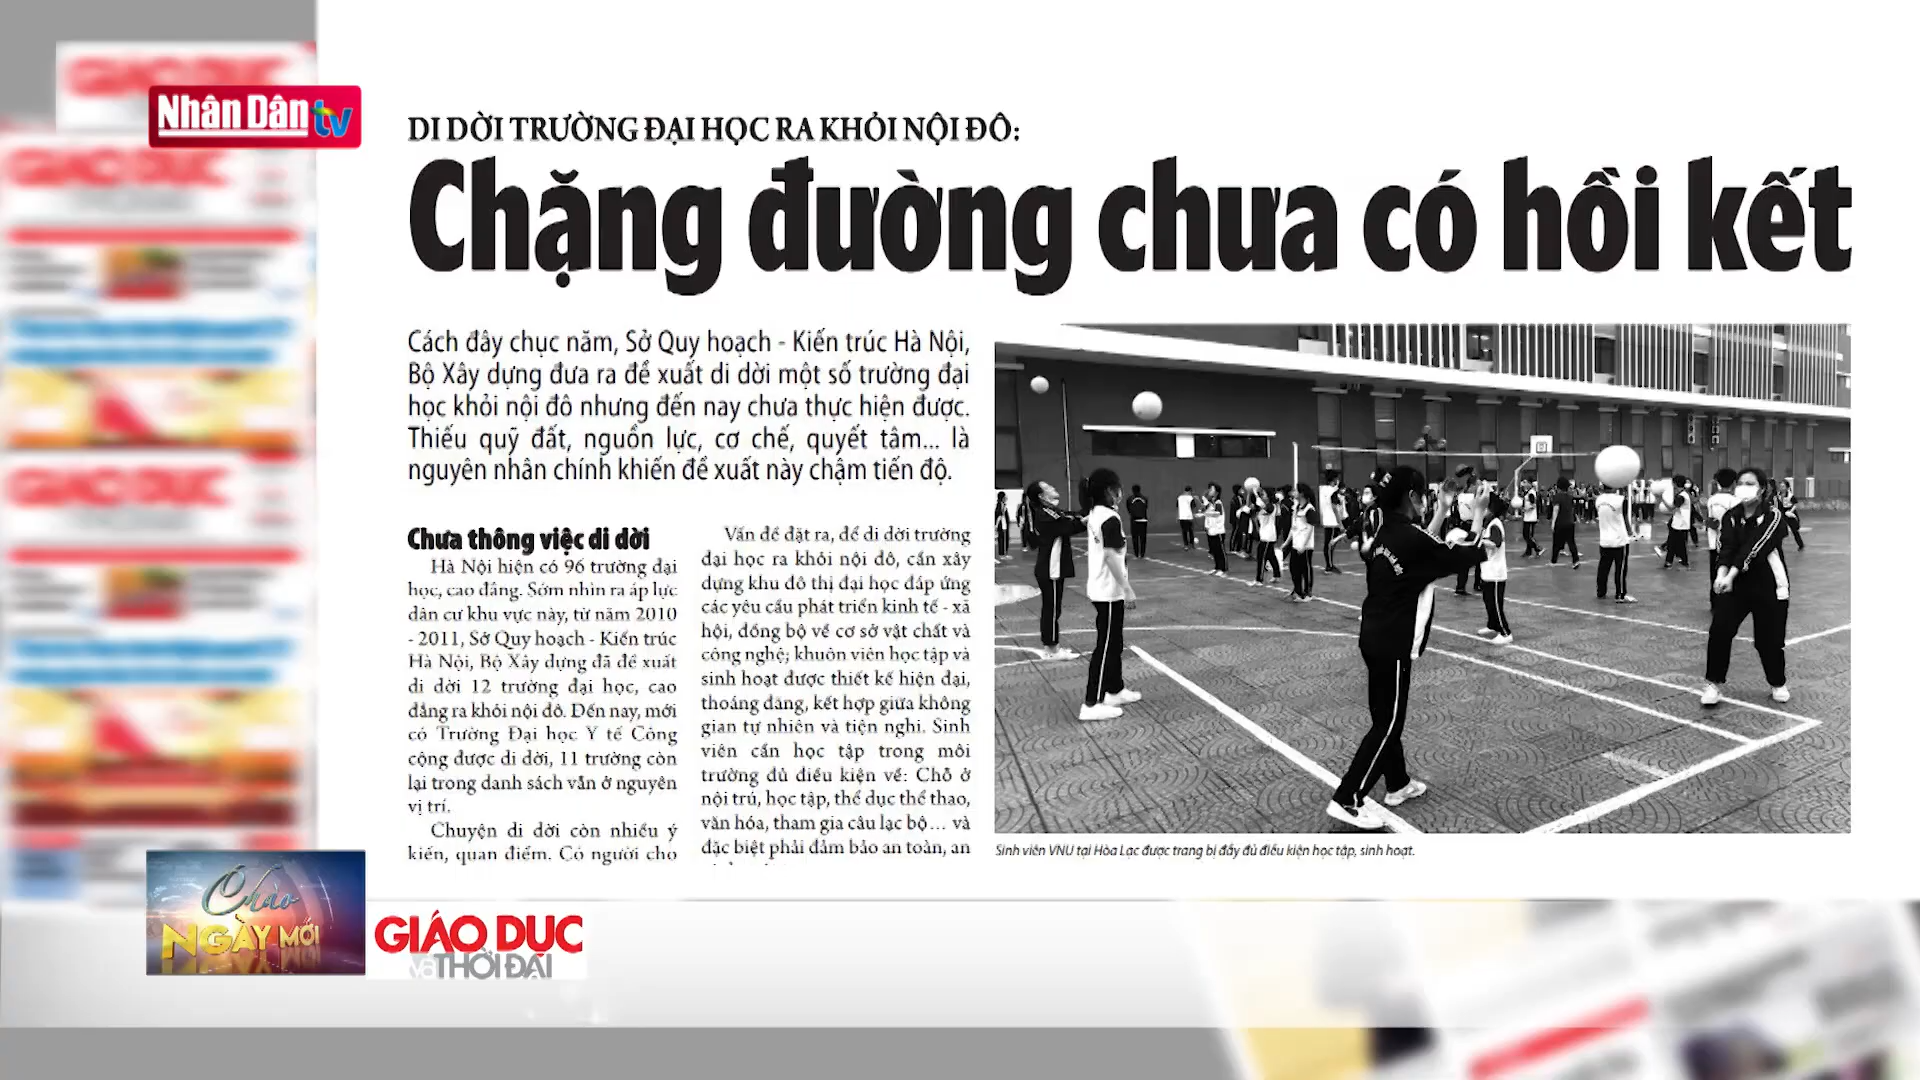 Nhân Dân tv
DI DỜI TRƯỜNG ĐẠI HỌC RA KHỎI NỘI ĐÔ:
Chặng đường chưa có hồi kết
Cách đây chục năm, Sở Quy hoạch - Kiến trúc Hà Nội,
Bộ Xây dựng đưa ra đề xuất di dời một số trường đại
học khỏi nội đô nhưng đến nay chưa thực hiện được.
Thiếu quỹ đất, nguồn lực, cơ chế, quyết tâm... là
nguyên nhân chính khiến đề xuất này chậm tiến độ.
Chưa thông việc di dời
Hà Nội hiện có 96 trường đại
học, cao đẳng. Sớm nhìn ra áp lực
dân cư khu vực này, từ năm 2010
- 2011, Sở Quy hoạch - Kiến trúc
Hà Nội, Bộ Xây dựng đã đề xuất
di dời 12 trường đại học, cao
đẳng ra khỏi nội đô. Đến nay, mới
có Trường Đại học Y tế Công
cộng được di dời, 11 trường còn
lại trong danh sách vẫn ở nguyên
vị trí.
Chuyện di dời còn nhiều ý
kiến, quan điểm. Có người cho
Vấn đề đặt ra, để di dời trường
đại học ra khỏi nội đô, cần xây
dựng khu đô thị đại học đáp ứng
các yêu cầu phát triển kinh tế - xã
hội, đồng bộ về cơ sở vật chất và
công nghệ; khuôn viên học tập và
sinh hoạt được thiết kế hiện đại,
thoáng đãng, kết hợp giữa không
gian tự nhiên và tiện nghi. Sinh
viên cần học tập trong môi
trường đủ điều kiện về: Chỗ ở
nội trú, học tập, thể dục thể thao,
văn hóa, tham gia câu lạc bộ... và
đặc biệt phải đảm bảo an toàn, an
Sinh viên VNU tại Hòa Lạc được trang bị đầy đủ điều kiện học tập, sinh hoạt.
Chào
NGÀY MỚI
GIÁO DỤC
và THỜI ĐẠI
GIÁO DỤC
GIÁO DỤC
GIÁO DỤC